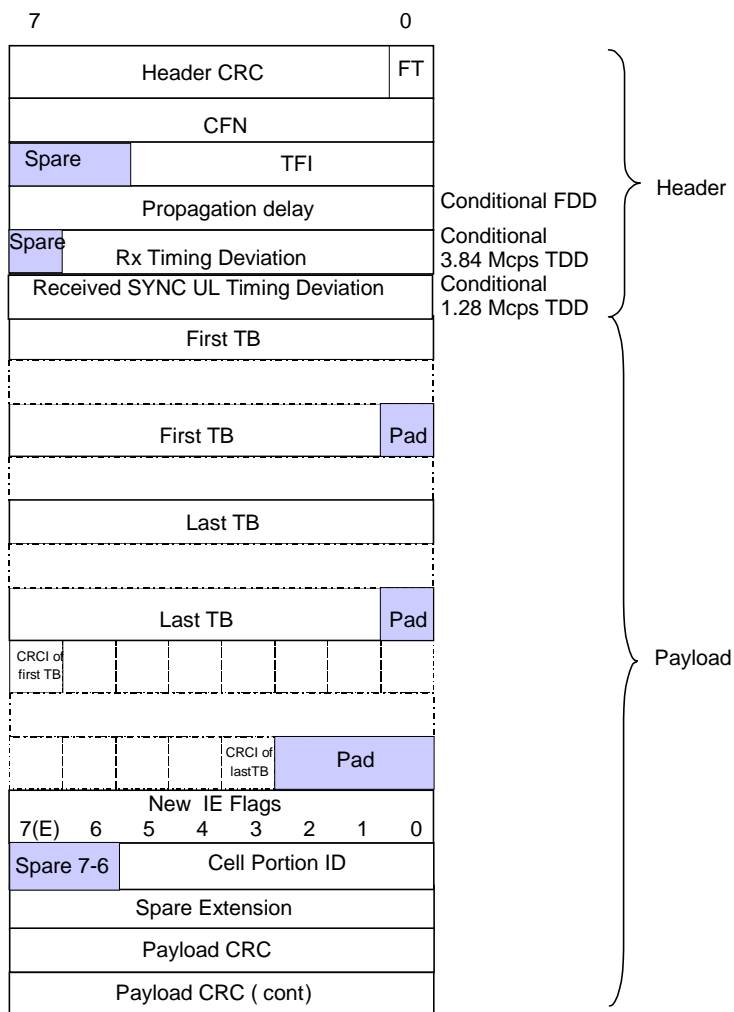 7 0
Header CRC FT
CFN
Spare TFI
Propagation delay Conditional FDD
Spare Rx Timing Deviation Conditional
3.84 Mcps TDD
Received SYNC UL Timing Deviation Conditional
1.28 Mcps TDD
Header
First TB
First TB Pad
Last TB
Last TB Pad
CRCI of
first TB
Payload
CRCI of
lastTB
Pad
New IE Flags
7(E) 6 5 4 3 2 1 0
Spare 7-6 Cell Portion ID
Spare Extension
Payload CRC
Payload CRC ( cont)